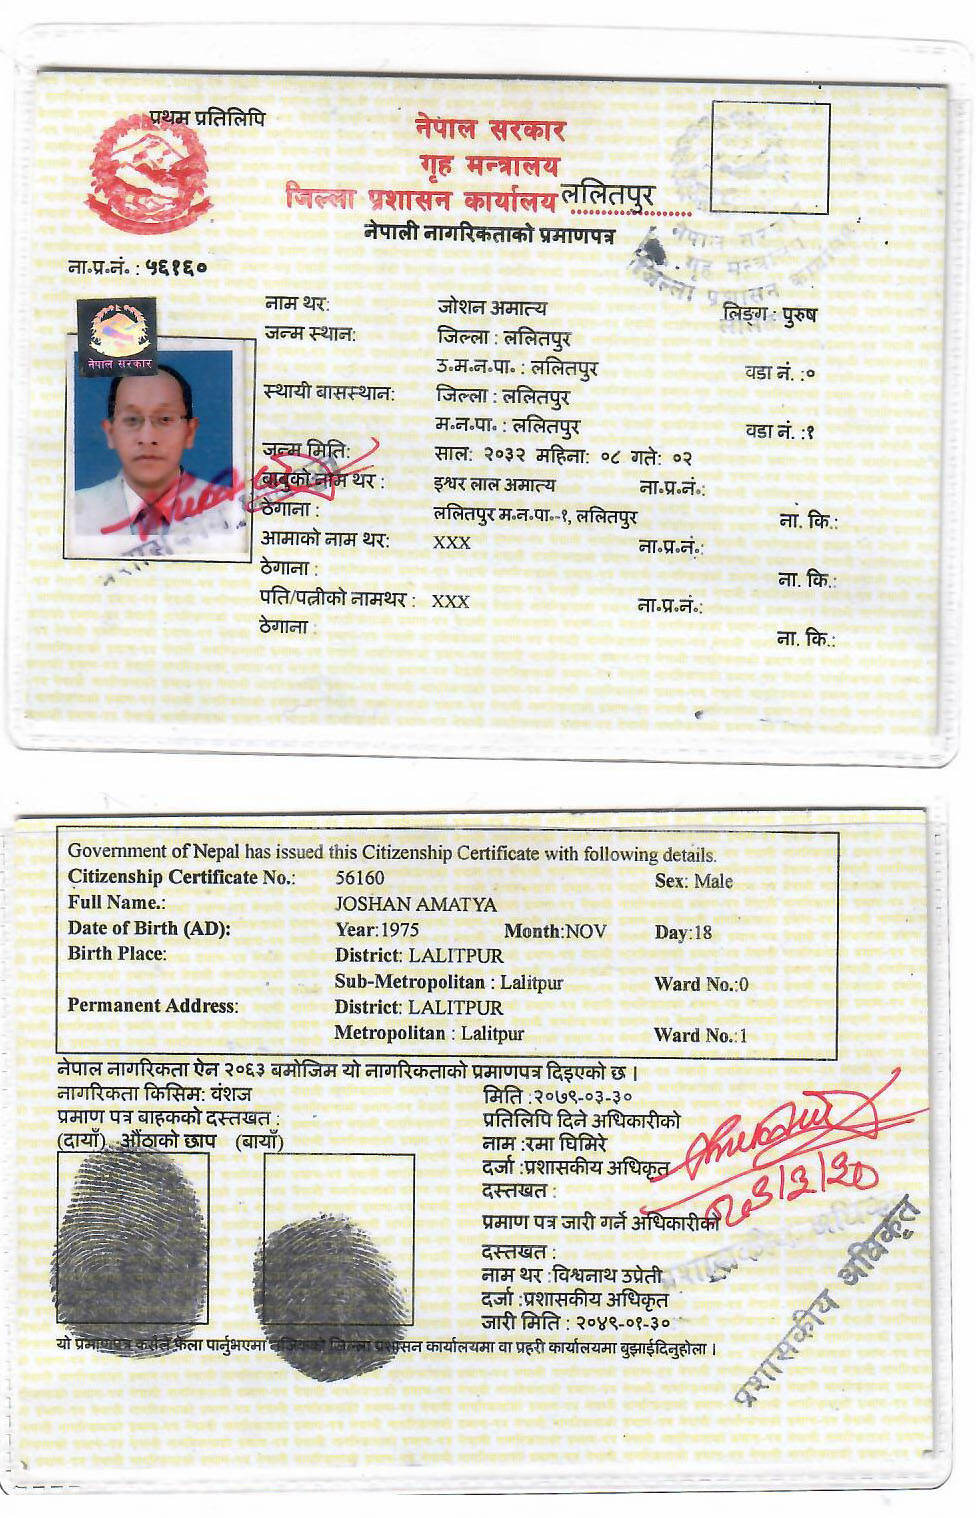 प्रथम प्रतिलिपि
नेपाल सरकार
गृह मन्त्रालय
जिल्ला प्रशासन कार्यालय ललितपुर
नेपाली नागरिकताको प्रमाणपत्र
नेपाल सरकार
गृह मन्त्रालय
जिल्ला प्रशासन
ना॰प्र॰नं॰ : ५६१६०
नेपाल सरकार
नाम थर: जोशन अमात्य लिङ्ग : पुरुष
जन्म स्थान: जिल्ला : ललितपुर
उ॰म॰न॰पा॰ : ललितपुर वडा नं. :०
स्थायी बासस्थान: जिल्ला : ललितपुर
म॰न॰पा॰ : ललितपुर वडा नं. :१
जन्म मिति: साल: २०३२ महिना: ०८ गते: ०२
बाबुको नाम थर : इश्वर लाल अमात्य ना॰प्र॰नं॰:
ठेगाना : ललितपुर म॰न॰पा॰-१, ललितपुर ना. कि.:
आमाको नाम थर: XXX ना॰प्र॰नं॰:
ठेगाना : ना. कि.:
पति/पत्नीको नामथर : XXX ना॰प्र॰नं॰:
ठेगाना : ना. कि.:
Government of Nepal has issued this Citizenship Certificate with following details.
Citizenship Certificate No.: 56160 Sex: Male
Full Name.: JOSHAN AMATYA
Date of Birth (AD): Year:1975 Month:NOV Day:18
Birth Place: District: LALITPUR
Sub-Metropolitan : Lalitpur Ward No.:0
Permanent Address: District: LALITPUR
Metropolitan : Lalitpur Ward No.:1
नेपाल नागरिकता ऐन २०६३ बमोजिम यो नागरिकताको प्रमाणपत्र दिइएको छ ।
नागरिकता किसिम: वंशज मिति :२०७९-०३-३०
प्रमाण पत्र बाहकको दस्तखत : प्रतिलिपि दिने अधिकारीको
(दायाँ) औंठाको छाप (बायाँ) नाम :रमा घिमिरे
दर्जा :प्रशासकीय अधिकृत
दस्तखत :
प्रमाण पत्र जारी गर्ने अधिकारीको
दस्तखत :
नाम थर :विश्वनाथ उप्रेती
दर्जा :प्रशासकीय अधिकृत
जारी मिति : २०४९-०१-३०
प्रशासकीय अधिकृत
यो प्रमाणपत्र कसैले फेला पार्नुभएमा नजिकको जिल्ला प्रशासन कार्यालयमा वा प्रहरी कार्यालयमा बुझाईदिनुहोला ।